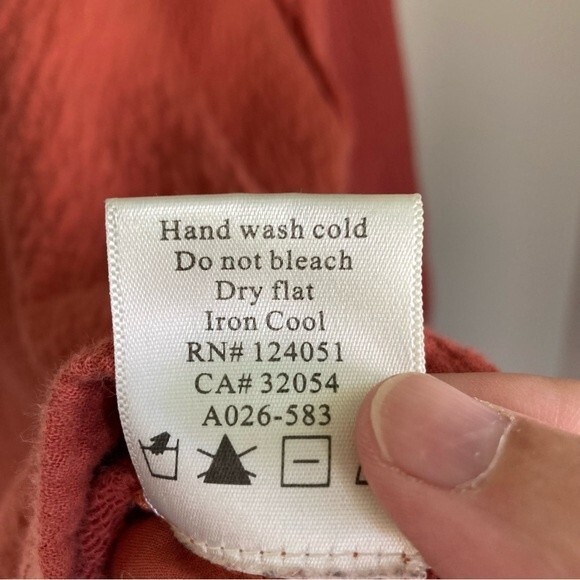 Hand wash cold
Do not bleach
Dry flat
Iron Cool
RN# 124051
CA# 32054
A026-583